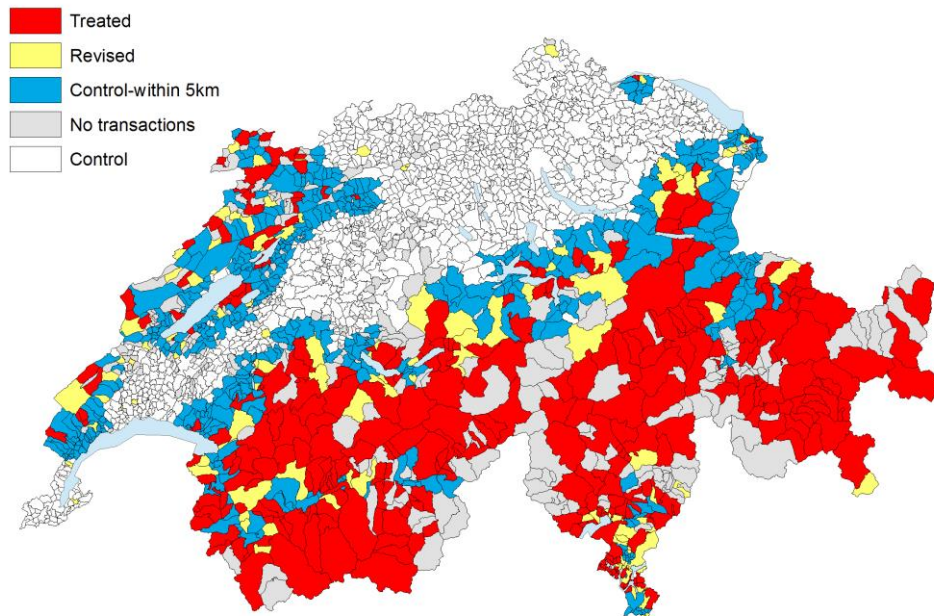 Treated
Revised
Control-within 5km
No transactions
Control